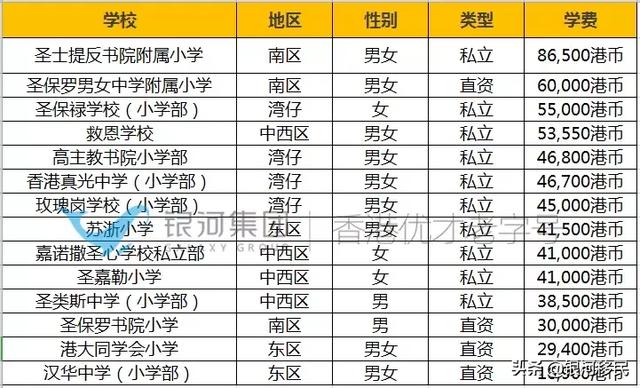 学校 地区 性别 类型 学费
圣士提反书院附属小学 南区 男女 私立 86,500港币
圣保罗男女中学附属小学 南区 男女 直资 60,000港币
圣保禄学校（小学部） 湾仔 女 私立 55,000港币
救恩学校 中西区 男女 私立 53,550港币
高主教书院小学部 湾仔 男女 私立 46,800港币
香港真光中学（小学部） 湾仔 男女 私立 46,700港币
玫瑰岗学校（小学部） 湾仔 男女 私立 45,000港币
苏浙小学 东区 男女 私立 41,500港币
银河集团 香港优才老字号
GALAXY GROUP
嘉诺撒圣心学校私立部 中西区 女 私立 41,000港币
圣嘉勒小学 中西区 女 私立 41,000港币
圣类斯中学（小学部） 中西区 男 私立 38,500港币
圣保罗书院小学 南区 男 直资 30,000港币
港大同学会小学 东区 男女 直资 29,400港币
汉华中学（小学部） 东区 男女 直资
头条@银河移民